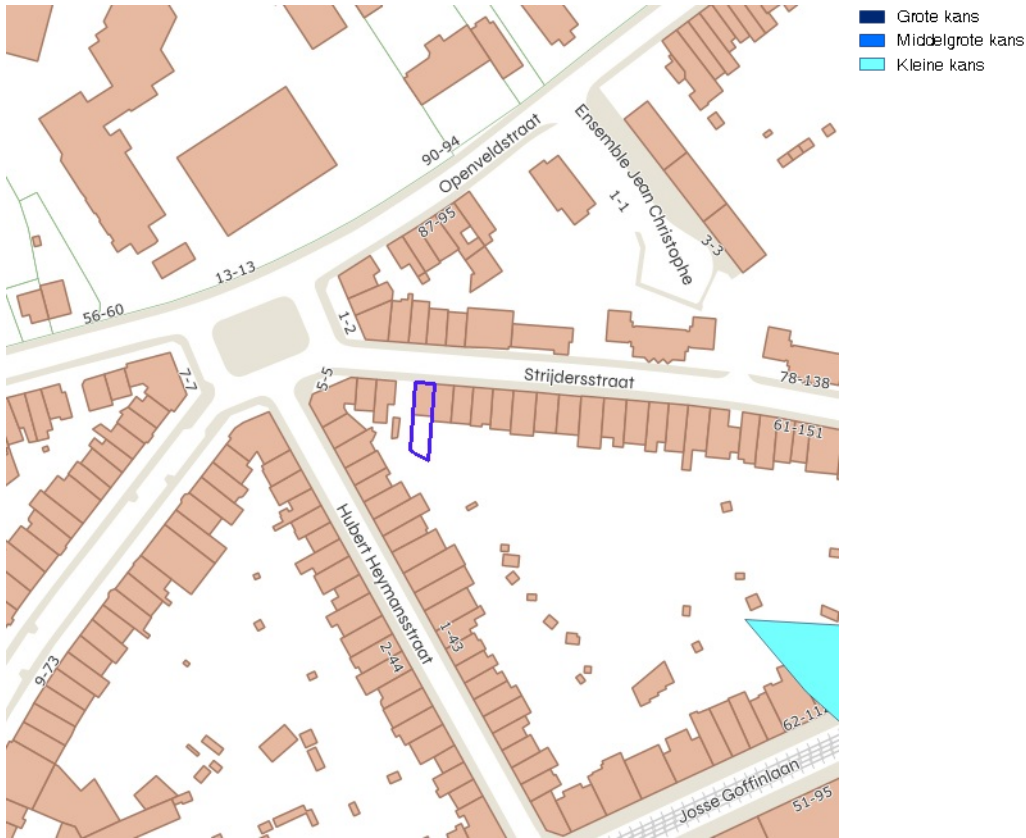 Grote kans
Middelgrote kans
Kleine kans
90-94
Openveldstraat
Ensemble Jean Christophe
1-1
87-95
3-3
13-13
56-60
1-2
7-7
5-5
Strijdersstraat
78-138
61-151
Hubert Heymansstraat
1-43
2-44
9-73
Josse Goffinlaan
51-95